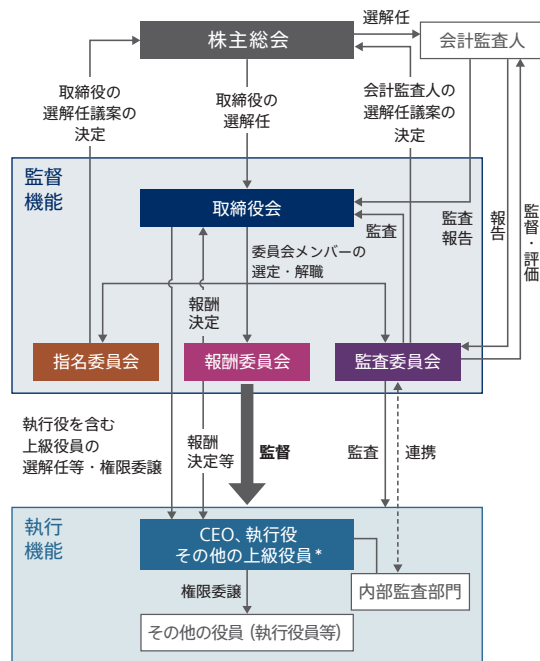 選解任
株主総会
会計監査人
取締役の
選解任議案の
決定
取締役の
選解任
会計監査人の
選解任議案の
決定
監督
機能
取締役会
監査
監査
報告
報告
監督・評価
委員会メンバーの
選定・解職
報酬
決定
指名委員会
報酬委員会
監査委員会
執行役を含む
上級役員の
選解任等・権限委譲
報酬
決定等
監督
監査
連携
執行
機能
CEO、執行役
その他の上級役員*
内部監査部門
権限委譲
その他の役員（執行役員等）